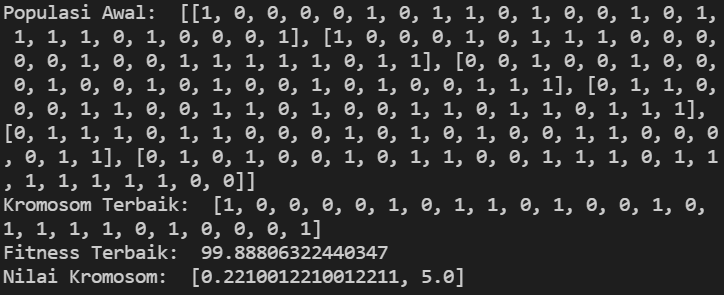 Populasi Awal:  [[1, 0, 0, 0, 0, 1, 0, 1, 1, 0, 1, 0, 0, 1, 0, 1,
 1, 1, 1, 0, 1, 0, 0, 0, 1], [1, 0, 0, 0, 1, 0, 1, 1, 1, 0, 0, 0,
 0, 0, 1, 0, 0, 1, 1, 1, 1, 1, 0, 1, 1], [0, 0, 1, 0, 0, 1, 0, 0,
 0, 1, 0, 0, 1, 0, 1, 0, 0, 1, 0, 1, 0, 0, 1, 1, 1], [0, 1, 1, 0,
 0, 0, 1, 1, 0, 0, 1, 1, 0, 1, 0, 0, 1, 1, 0, 1, 1, 0, 1, 1, 1],
[0, 1, 1, 1, 0, 1, 1, 0, 0, 0, 1, 0, 1, 0, 1, 0, 0, 1, 1, 0, 0, 0
, 0, 1, 1], [0, 1, 0, 1, 0, 0, 1, 0, 1, 1, 0, 0, 1, 1, 1, 0, 1, 1
, 1, 1, 1, 1, 1, 0, 0]]
Kromosom Terbaik:  [1, 0, 0, 0, 0, 1, 0, 1, 1, 0, 1, 0, 0, 1, 0,
1, 1, 1, 1, 0, 1, 0, 0, 0, 1]
Fitness Terbaik:  99.88806322440347
Nilai Kromosom:  [0.2210012210012211, 5.0]